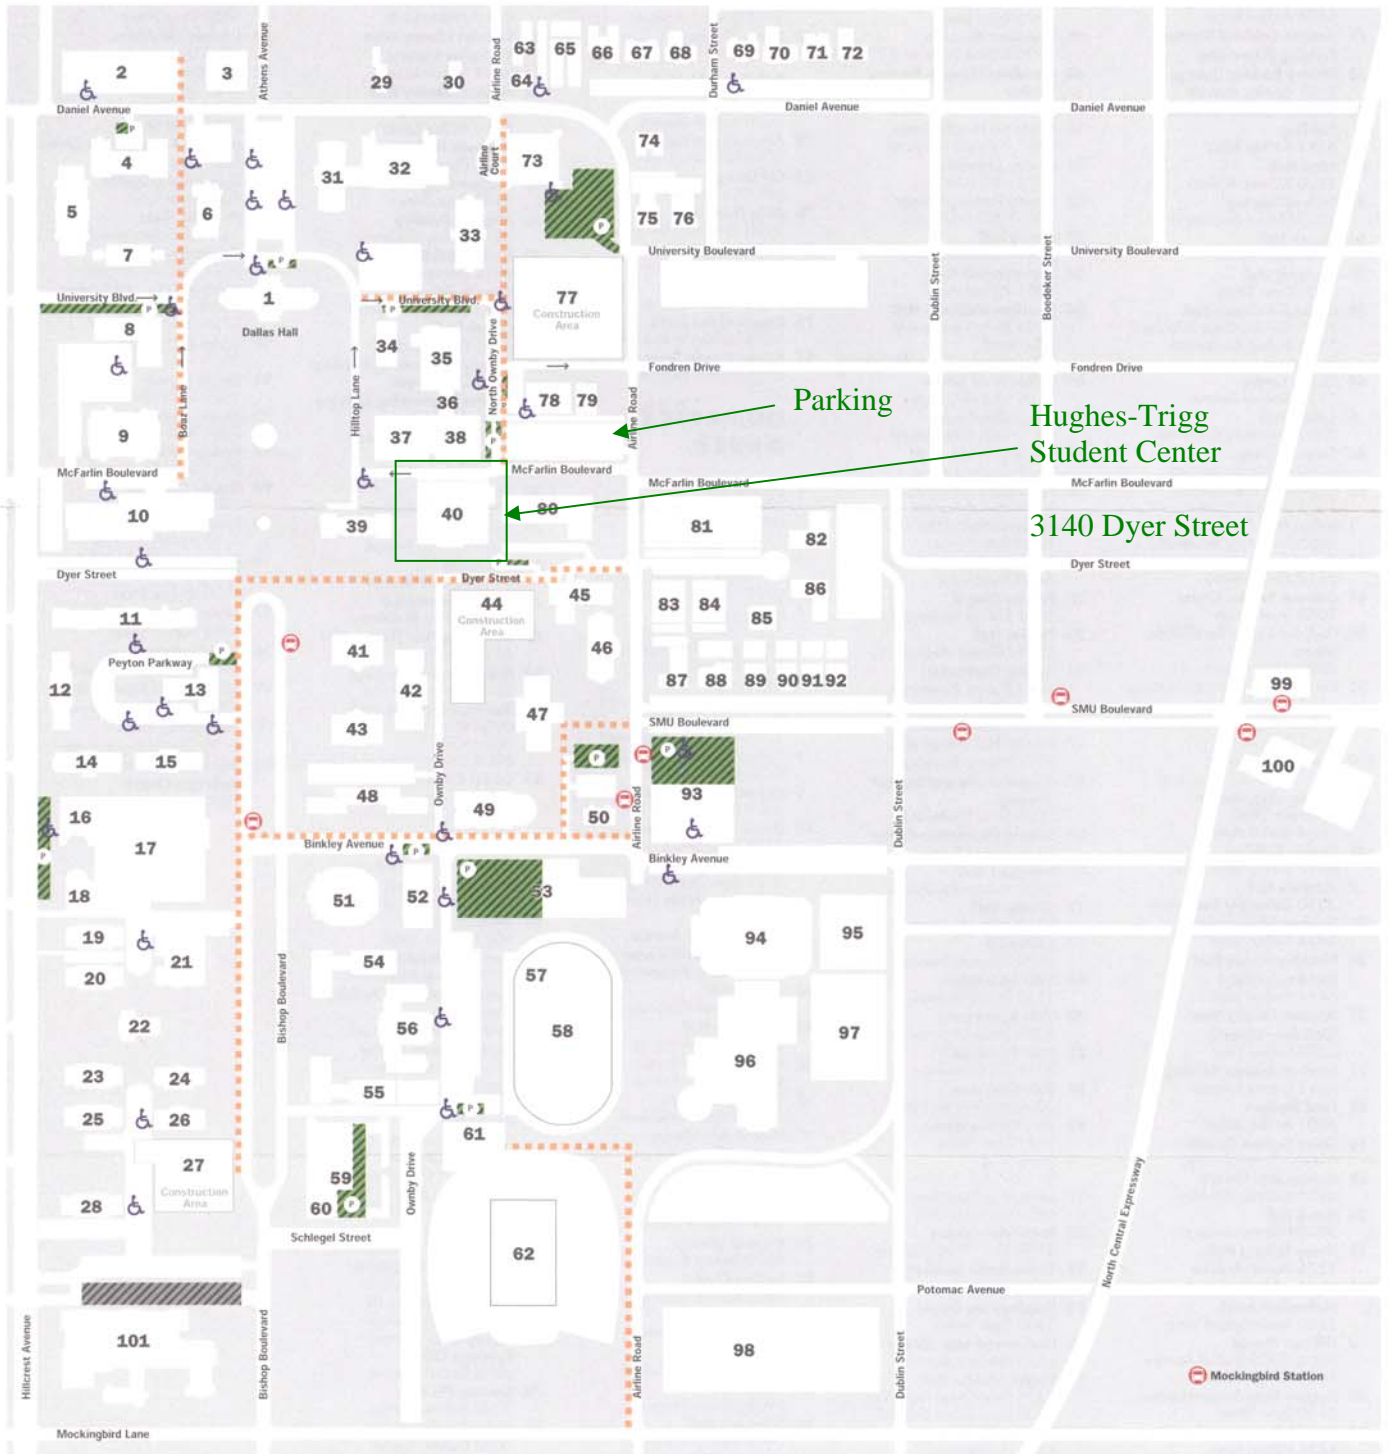 Athens Avenue
Airline Road
63
65
66
67
68
Durham Street
69
70
71
72
2
3
29
30
64
Daniel Avenue
Daniel Avenue
Daniel Avenue
P
4
31
32
Airline
Court
73
74
5
6
33
P
75
76
7
University Boulevard
University Boulevard
P
University Blvd.
P
1
P
University Blvd.
77
Construction
Area
Dublin Street
Boedeker Street
8
Dallas Hall
34
35
North Ownby Drive
Fondren Drive
Fondren Drive
Boaz Lane
Hilltop Lane
36
78
79
Airline Road
Parking
9
37
38
P
Hughes-Trigg
Student Center
McFarlin Boulevard
McFarlin Boulevard
McFarlin Boulevard
McFarlin Boulevard
10
39
40
80
81
82
3140 Dyer Street
P
Dyer Street
Dyer Street
Dyer Street
11
44
Construction
Area
45
83
84
85
86
P
Peyton Parkway
41
46
12
13
42
87
88
89
90
91
92
99
43
47
SMU Boulevard
SMU Boulevard
14
15
P
P
100
Ownby Drive
48
49
50
93
Airline Road
Dublin Street
16
17
P
Binkley Avenue
P
Binkley Avenue
P
18
51
52
53
19
21
94
95
20
54
Bishop Boulevard
57
22
56
58
96
97
23
24
55
25
26
P
61
27
Construction
Area
28
59
60
P
Ownby Drive
Schlegel Street
62
North Central Expressway
Potomac Avenue
101
98
Hillcrest Avenue
Bishop Boulevard
Airline Road
Dublin Street
Mockingbird Station
Mockingbird Lane